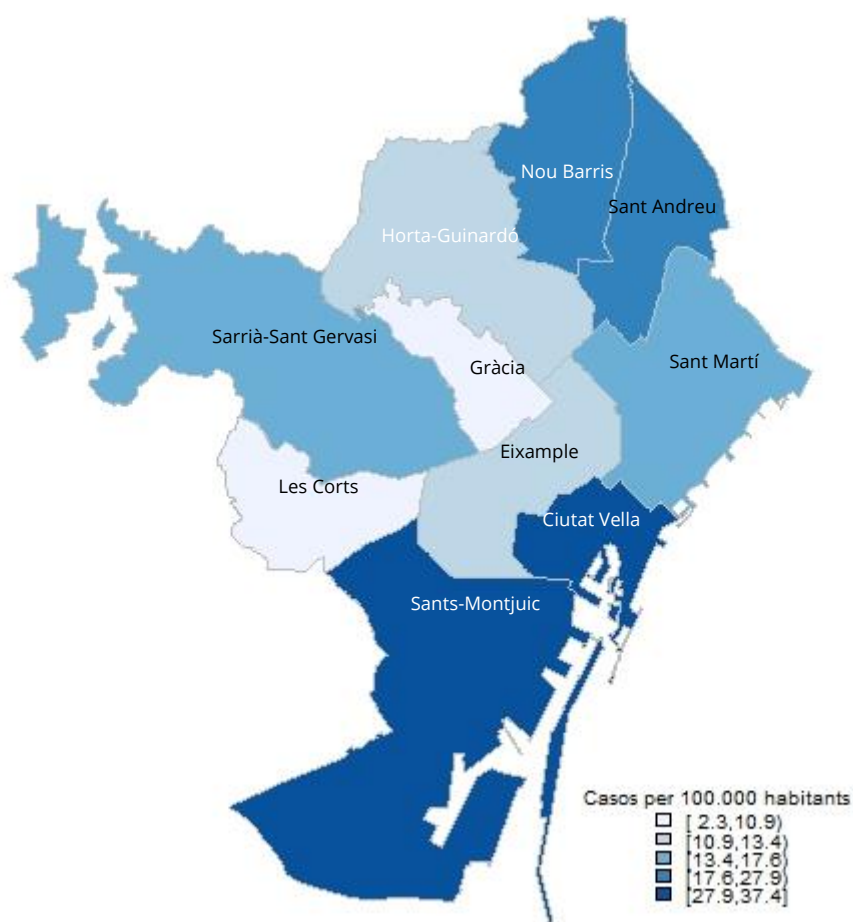 Nou Barris
Sant Andreu
Horta-Guinardó
Sarrià-Sant Gervasi
Gràcia
Sant Martí
Eixample
Les Corts
Ciutat Vella
Sants-Montjuic
Casos per 100.000 habitants
[ 2.3,10.9)
[10.9,13.4)
[13.4,17.6)
[17.6,27.9)
[27.9,37.4]